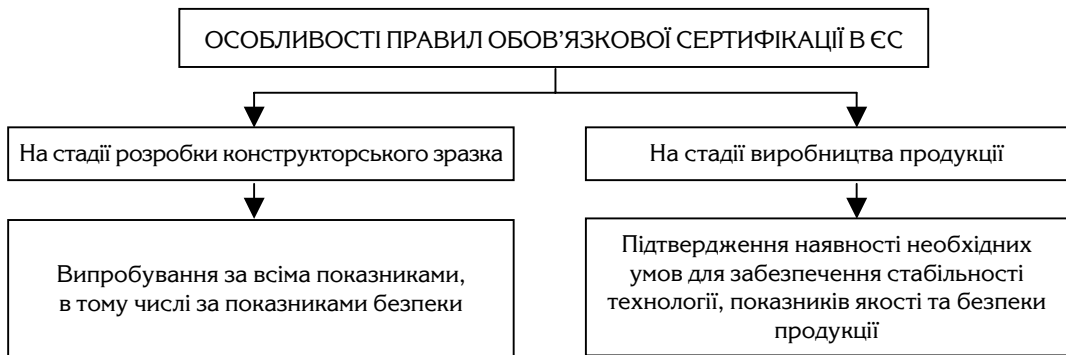 ОСОБЛИВОСТІ ПРАВИЛ ОБОВ’ЯЗКОВОЇ СЕРТИФІКАЦІЇ В ЄС
На стадії розробки конструкторського зразка
На стадії виробництва продукції
Випробування за всіма показниками,
в тому числі за показниками безпеки
Підтвердження наявності необхідних
умов для забезпечення стабільності
технології, показників якості та безпеки
продукції